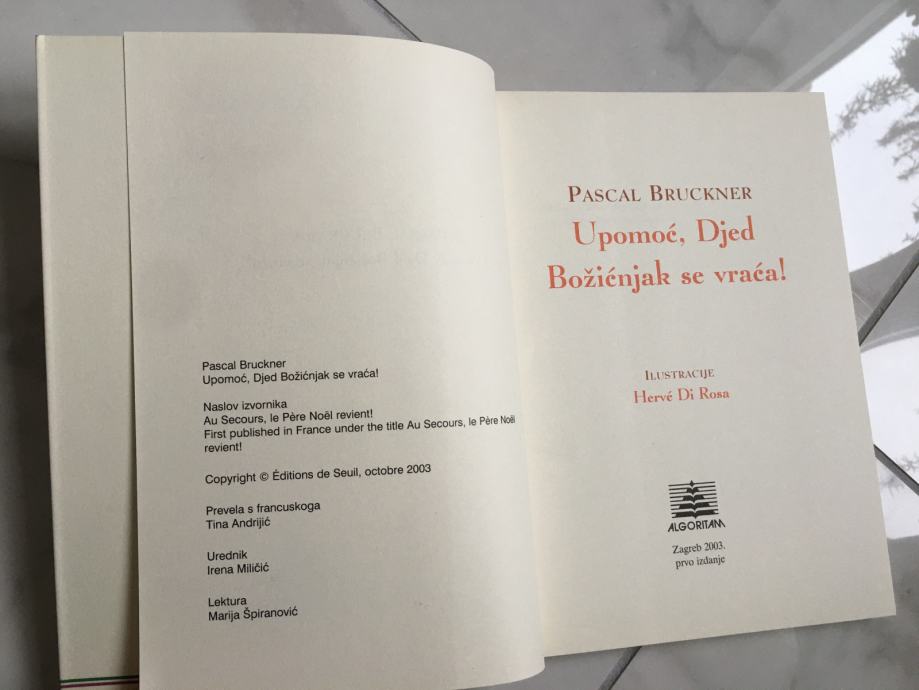 Pascal Bruckner
Upomoć, Djed Božićnjak se vraća!
Naslov izvornika
Au Secours, le Père Noël revient!
First published in France under the title Au Secours, le Père Noël
revient!
Copyright © Éditions de Seuil, octobre 2003
Prevela s francuskoga
Tina Andrijić
Urednik
Irena Miličić
Lektura
Marija Špiranović
PASCAL BRUCKNER
Upomoć, Djed
Božićnjak se vraća!
ILUSTRACIJE
Hervé Di Rosa
ALGORITAM
Zagreb 2003.
prvo izdanje